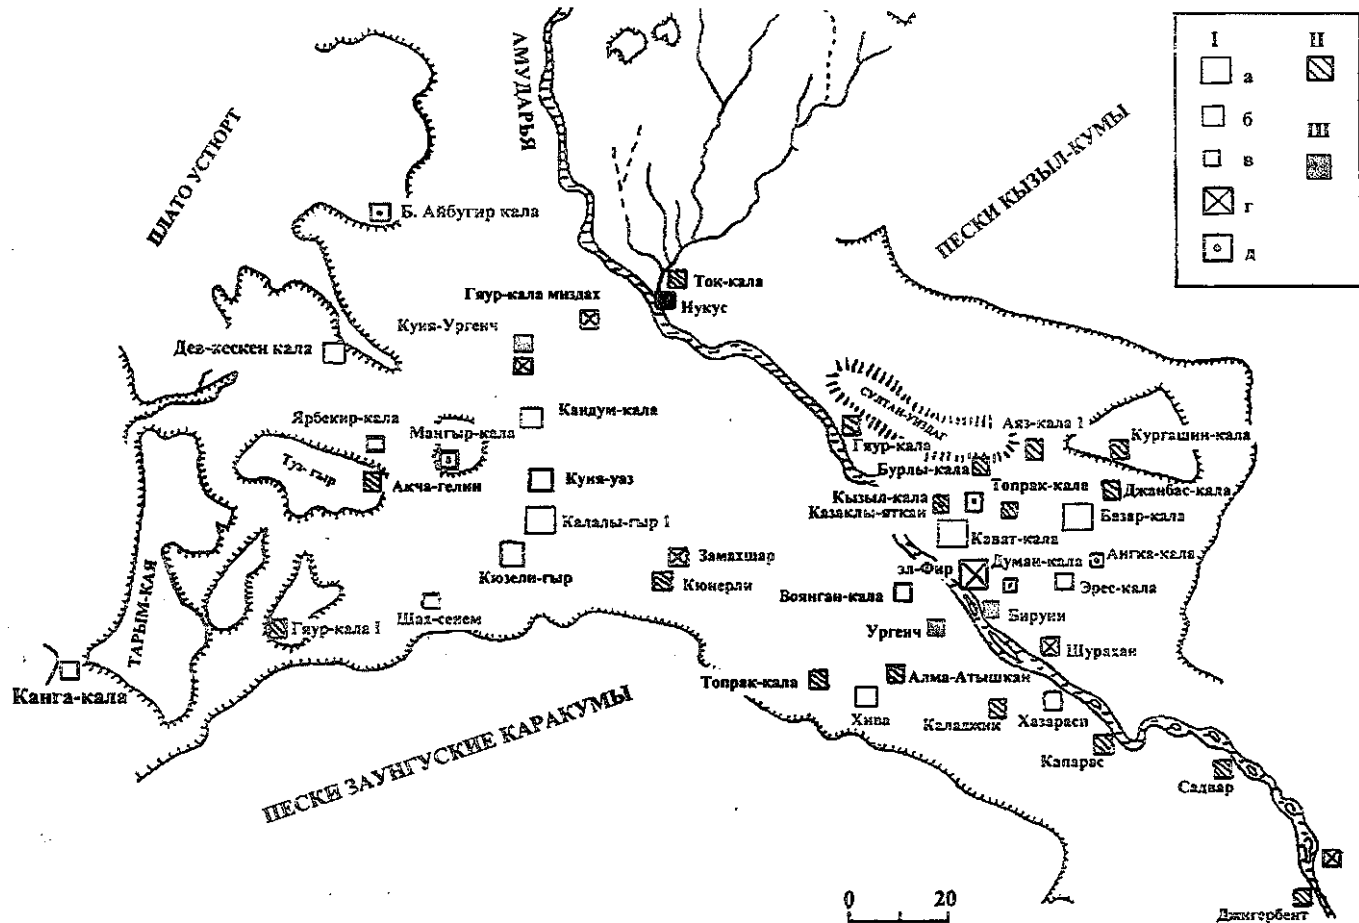 АМУДАРЬЯ
ПЛАТО УСТЮРТ
ПЕСКИ КЫЗЫЛ-КУМЫ
I II
а
б
III
в
г
д
Б. Айбугир кала
Ток-кала
Нукус
Гяур-кала миздах
Куня-Ургенч
Дев-кескен кала
Кандум-кала
Ярбекир-кала
Мангыр-кала
Туз-гыр
Акча-гелин
Куня-уаз
Калалы-гыр 1
Кюзели-гыр
Замахшар
Кюнерли
Шах-сенем
Гяур-кала 1
ТАРЫМ-КАЯ
Канга-кала
ПЕСКИ ЗАУНГУСКИЕ КАРАКУМЫ
СУЛТАН-УИЗДАГ
Гяур-кала
Аяз-кала 1
Кургашин-кала
Бурлы-кала
Топрак-кала
Джанбас-кала
Кызыл-кала
Казаклы-яткан
Базар-кала
Кават-кала
эл-Фир
Думан-кала
Ангка-кала
Эрес-кала
Воянган-кала
Бируни
Ургенч
Шурахан
Топрак-кала
Алма-Атышкан
Хива
Каладжик
Хазарасп
Капарас
Садвар
Джигербент
0 20